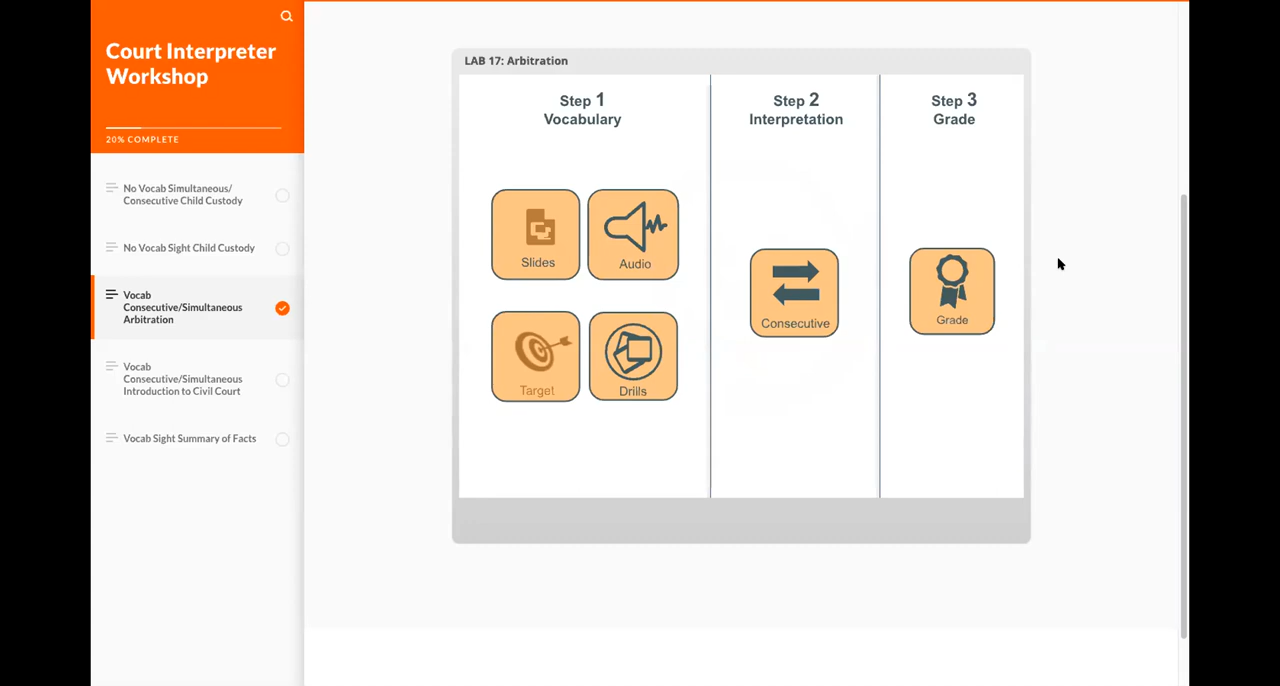 Court Interpreter
Workshop
20% COMPLETE
No Vocab Simultaneous/
Consecutive Child Custody
No Vocab Sight Child Custody
Vocab
Consecutive/Simultaneous
Arbitration
Vocab
Consecutive/Simultaneous
Introduction to Civil Court
Vocab Sight Summary of Facts
LAB 17: Arbitration
Step 1
Vocabulary
Slides
Audio
Target
Drills
Step 2
Interpretation
Consecutive
Step 3
Grade
Grade